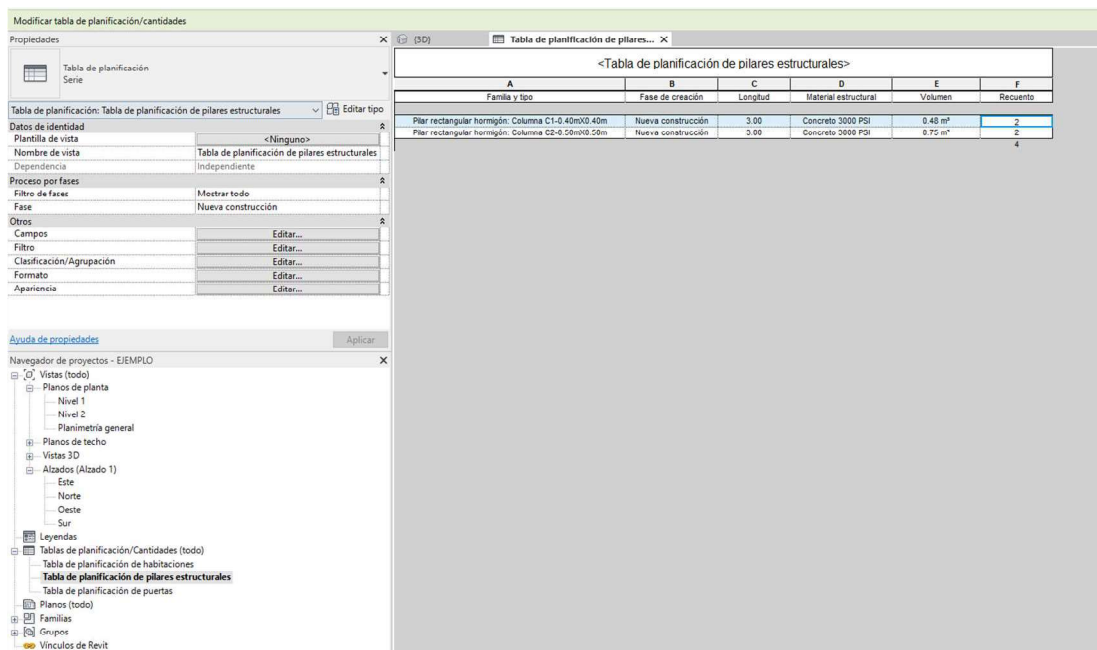 Modificar tabla de planificación/cantidades
Propiedades
Tabla de planificación
Serie
Tabla de planificación: Tabla de planificación de pilares estructurales
Editar tipo
Datos de identidad
Plantilla de vista <Ninguno>
Nombre de vista Tabla de planificación de pilares estructurales
Dependencia Independiente
Proceso por fases
Filtro de fases Mostrar todo
Fase Nueva construcción
Otros
Campos Editar...
Filtro Editar...
Clasificación/Agrupación Editar...
Formato Editar...
Apariencia Editar...
Ayuda de propiedades Aplicar
Navegador de proyectos - EJEMPLO
Vistas (todo)
Planos de planta
Nivel 1
Nivel 2
Planimetría general
Planos de techo
Vistas 3D
Alzados (Alzado 1)
Este
Norte
Oeste
Sur
Leyendas
Tablas de planificación/Cantidades (todo)
Tabla de planificación de habitaciones
Tabla de planificación de pilares estructurales
Tabla de planificación de puertas
Planos (todo)
Familias
Grupos
Vínculos de Revit
{3D} Tabla de planificación de pilares...
<Tabla de planificación de pilares estructurales>
A B C D E F
Familia y tipo Fase de creación Longitud Material estructural Volumen Recuento
Pilar rectangular hormigón: Columna C1-0.40mX0.40m Nueva construcción 3.00 Concreto 3000 PSI 0.48 m³ 2
Pilar rectangular hormigón: Columna C2-0.50mX0.50m Nueva construcción 3.00 Concreto 3000 PSI 0.75 m³ 2
4